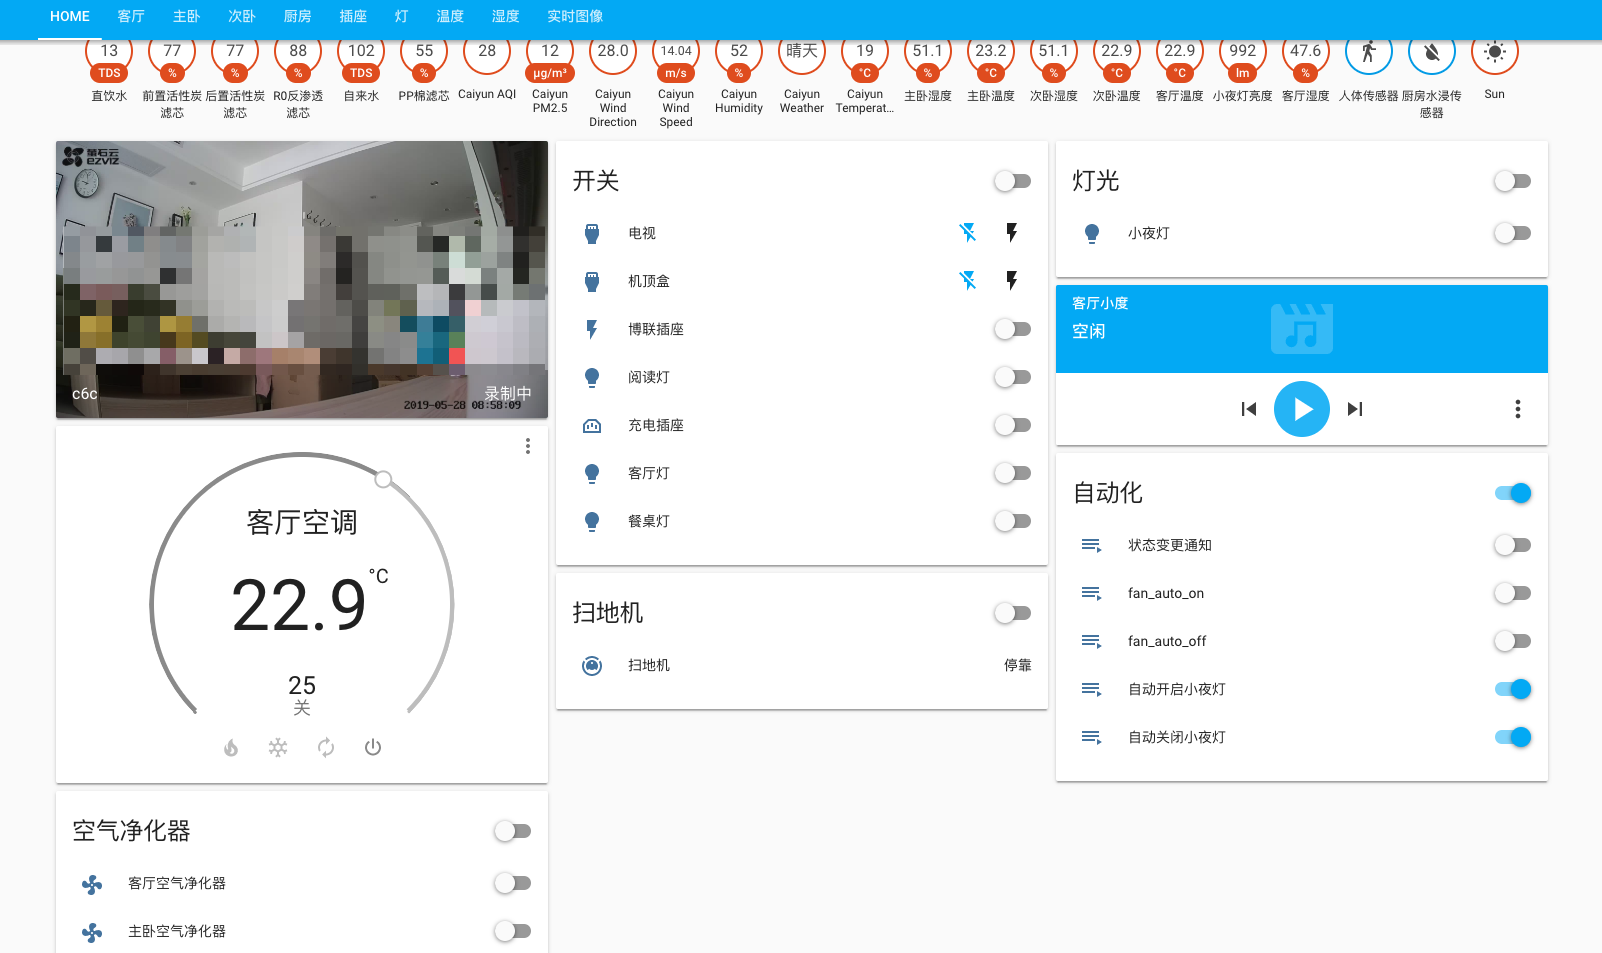 HOME 客厅 主卧 次卧 厨房 插座 灯 温度 湿度 实时图像
13 77 77 88 102 55 28 12 28.0 14.04 52 晴天 19 51.1 23.2 51.1 22.9 22.9 992 47.6
TDS % % % TDS % µg/m³ m/s % °C % °C % °C °C lm %
直饮水 前置活性炭滤芯 后置活性炭滤芯 RO反渗透滤芯 自来水 PP棉滤芯 Caiyun AQI Caiyun PM2.5 Caiyun Wind Direction Caiyun Wind Speed Caiyun Humidity Caiyun Weather Caiyun Temperat... 主卧湿度 主卧温度 次卧湿度 次卧温度 客厅温度 小夜灯亮度 客厅湿度 人体传感器 厨房水浸传感器 Sun
萤石云
ezviz
c6c
录制中
2019-05-28 08:58:09
客厅空调
22.9 °C
25
关
空气净化器
客厅空气净化器
主卧空气净化器
开关
电视
机顶盒
博联插座
阅读灯
充电插座
客厅灯
餐桌灯
扫地机
扫地机 停靠
灯光
小夜灯
客厅小度
空闲
自动化
状态变更通知
fan_auto_on
fan_auto_off
自动开启小夜灯
自动关闭小夜灯